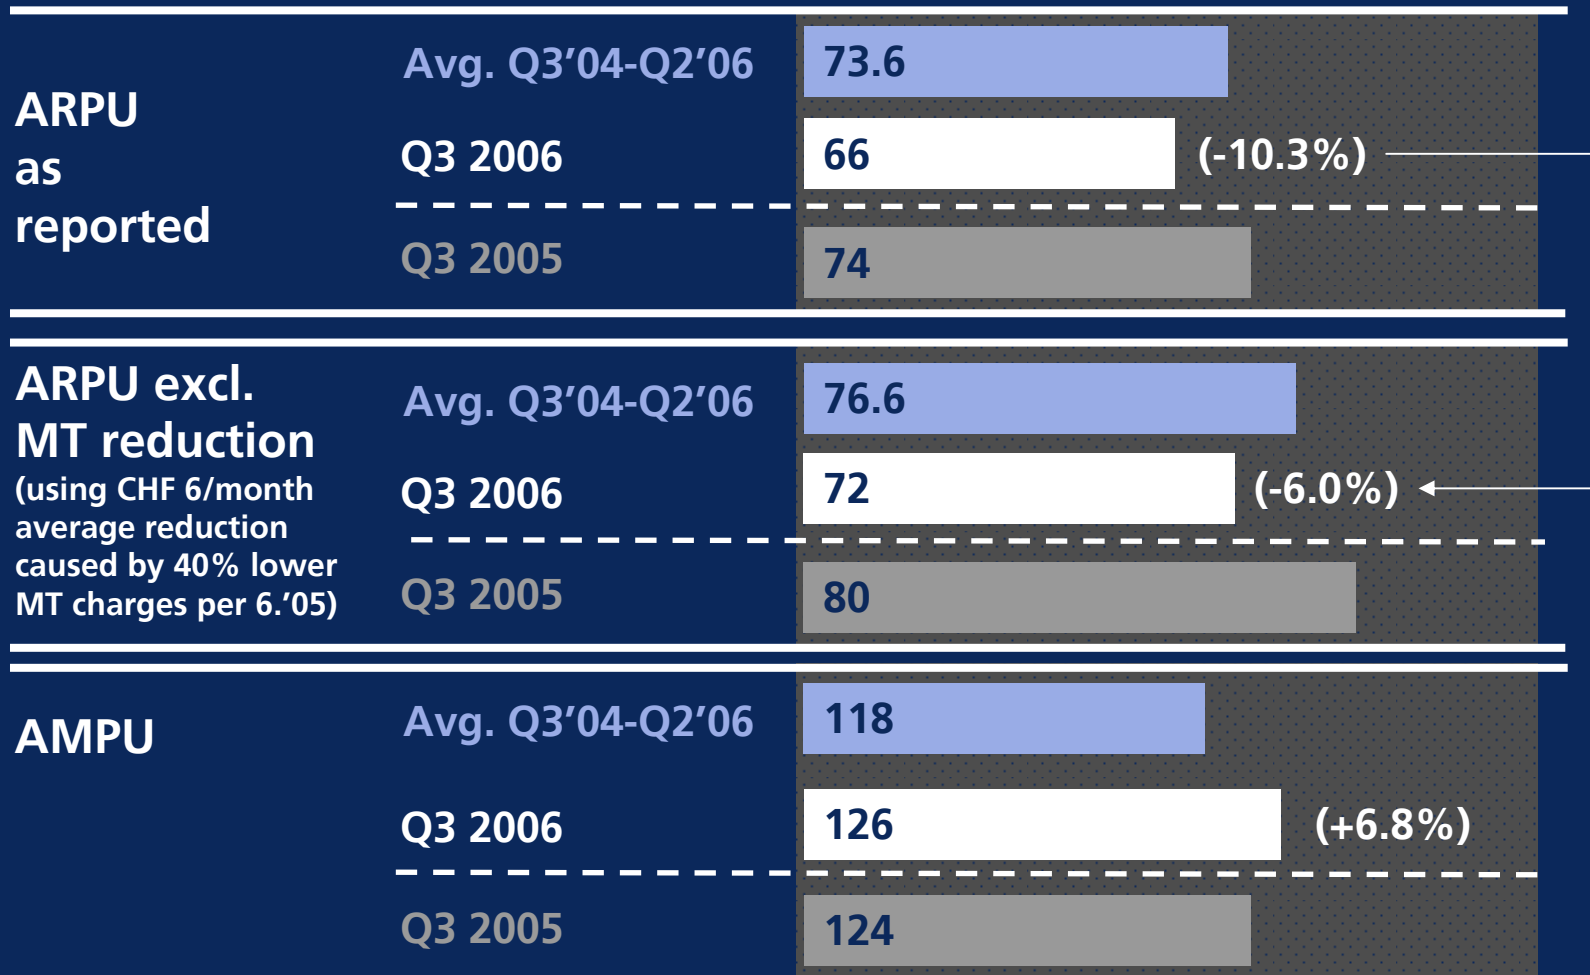 ARPU
as
reported
Avg. Q3’04-Q2’06
73.6
Q3 2006
66
(-10.3%)
Q3 2005
74
ARPU excl.
MT reduction
(using CHF 6/month
average reduction
caused by 40% lower
MT charges per 6.’05)
Avg. Q3’04-Q2’06
76.6
Q3 2006
72
(-6.0%)
Q3 2005
80
AMPU
Avg. Q3’04-Q2’06
118
Q3 2006
126
(+6.8%)
Q3 2005
124